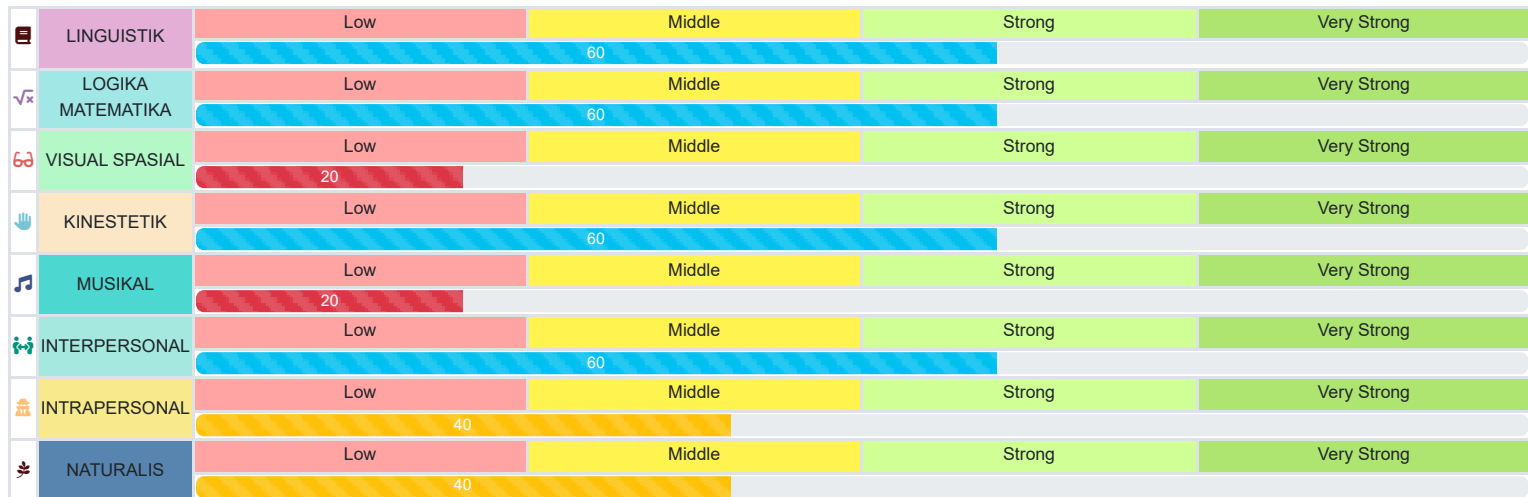 LINGUISTIK
Low Middle Strong Very Strong
60
LOGIKA
MATEMATIKA
Low Middle Strong Very Strong
60
VISUAL SPASIAL
Low Middle Strong Very Strong
20
KINESTETIK
Low Middle Strong Very Strong
60
MUSIKAL
Low Middle Strong Very Strong
20
INTERPERSONAL
Low Middle Strong Very Strong
60
INTRAPERSONAL
Low Middle Strong Very Strong
40
NATURALIS
Low Middle Strong Very Strong
40